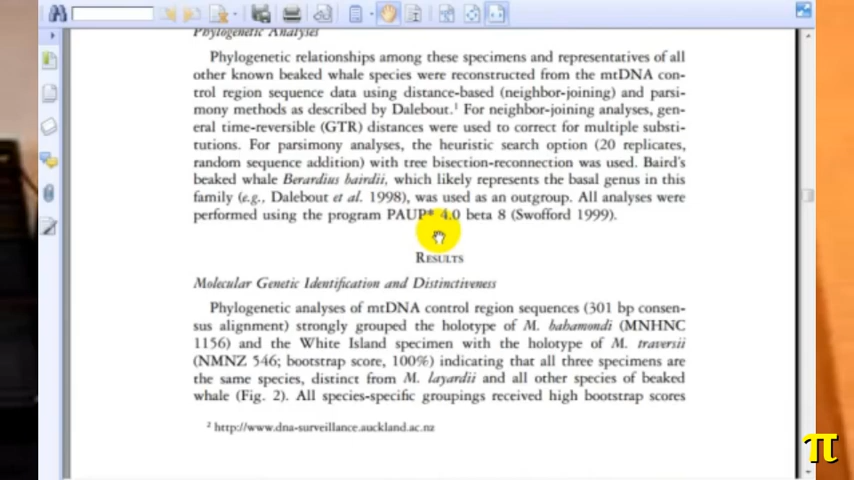 Phylogenetic Analyses
Phylogenetic relationships among these specimens and representatives of all
other known beaked whale species were reconstructed from the mtDNA con-
trol region sequence data using distance-based (neighbor-joining) and parsi-
mony methods as described by Dalebout.¹ For neighbor-joining analyses, gen-
eral time-reversible (GTR) distances were used to correct for multiple substi-
tutions. For parsimony analyses, the heuristic search option (20 replicates,
random sequence addition) with tree bisection-reconnection was used. Baird's
beaked whale Berardius bairdii, which likely represents the basal genus in this
family (e.g., Dalebout et al. 1998), was used as an outgroup. All analyses were
performed using the program PAUP* 4.0 beta 8 (Swofford 1999).
RESULTS
Molecular Genetic Identification and Distinctiveness
Phylogenetic analyses of mtDNA control region sequences (301 bp consen-
sus alignment) strongly grouped the holotype of M. bahamondi (MNHNC
1156) and the White Island specimen with the holotype of M. traversii
(NMNZ 546; bootstrap score, 100%) indicating that all three specimens are
the same species, distinct from M. layardii and all other species of beaked
whale (Fig. 2). All species-specific groupings received high bootstrap scores
² http://www.dna-surveillance.auckland.ac.nz
π